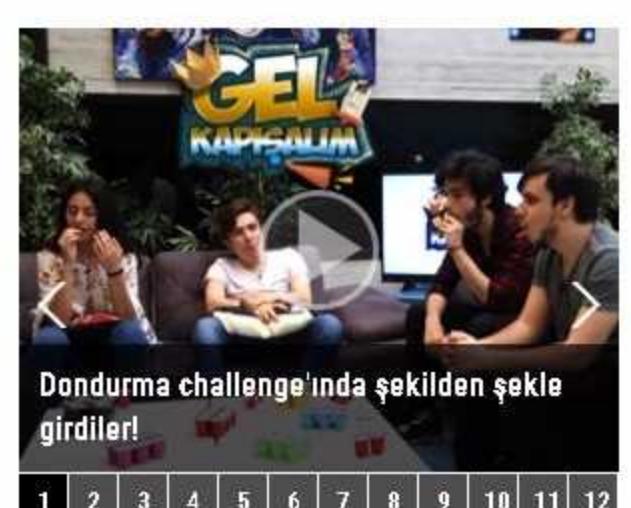 GEL
KAPIŞALIM
Dondurma challenge'ında şekilden şekle
girdiler!
1 2 3 4 5 6 7 8 9 10 11 12